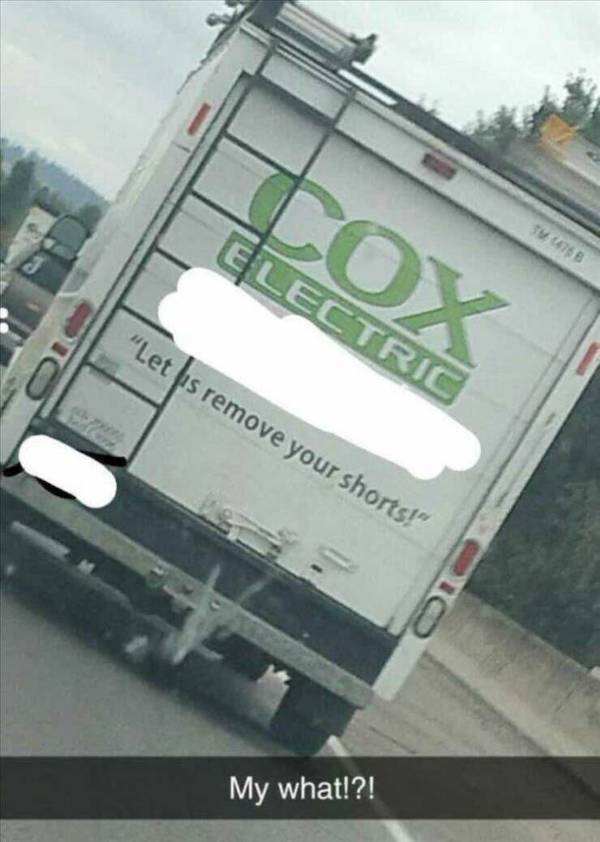 COX
ELECTRIC
"Let us remove your shorts!"
My what!?!